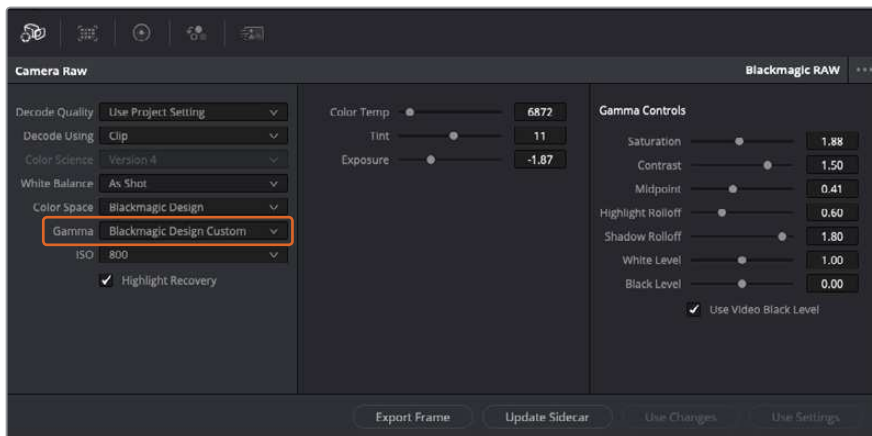 Camera Raw
Blackmagic RAW
Decode Quality Use Project Setting
Decode Using Clip
Color Science Version 4
White Balance As Shot
Color Space Blackmagic Design
Gamma Blackmagic Design Custom
ISO 800
Highlight Recovery
Color Temp 6872
Tint 11
Exposure -1.87
Gamma Controls
Saturation 1.88
Contrast 1.50
Midpoint 0.41
Highlight Rolloff 0.60
Shadow Rolloff 1.80
White Level 1.00
Black Level 0.00
Use Video Black Level
Export Frame
Update Sidecar
Use Changes
Use Settings